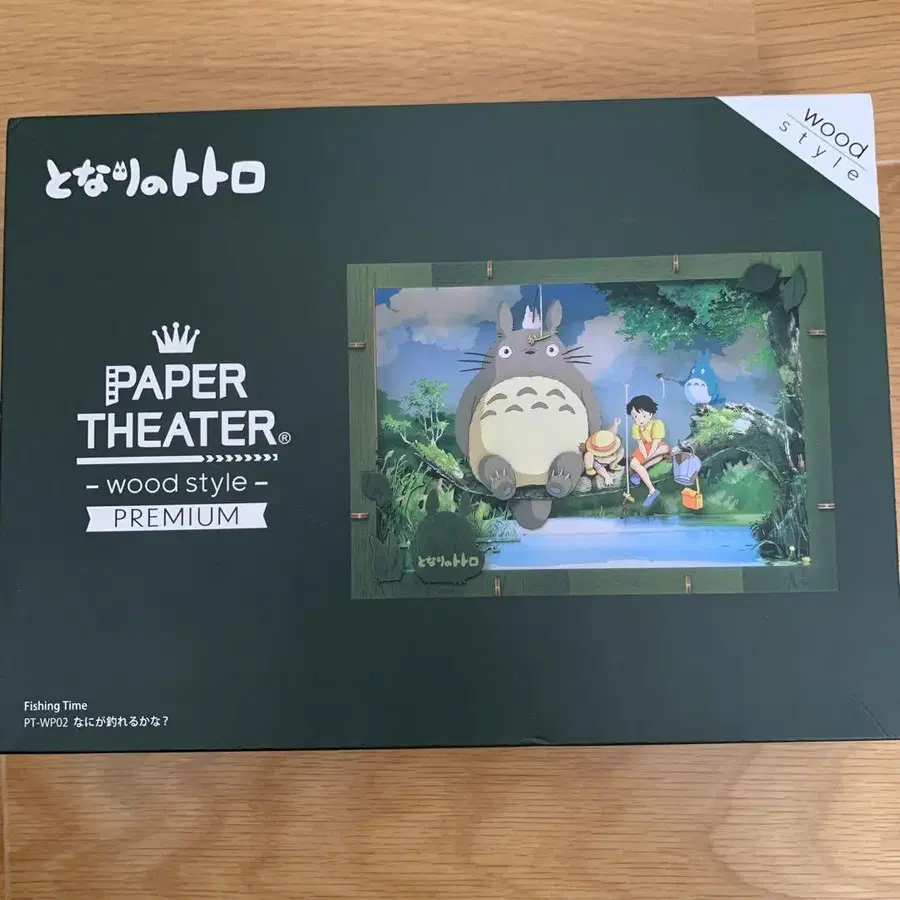 となりのトトロ
wood
style
PAPER
THEATER®
- wood style -
PREMIUM
となりのトトロ
Fishing Time
PT-WP02 なにが釣れるかな?